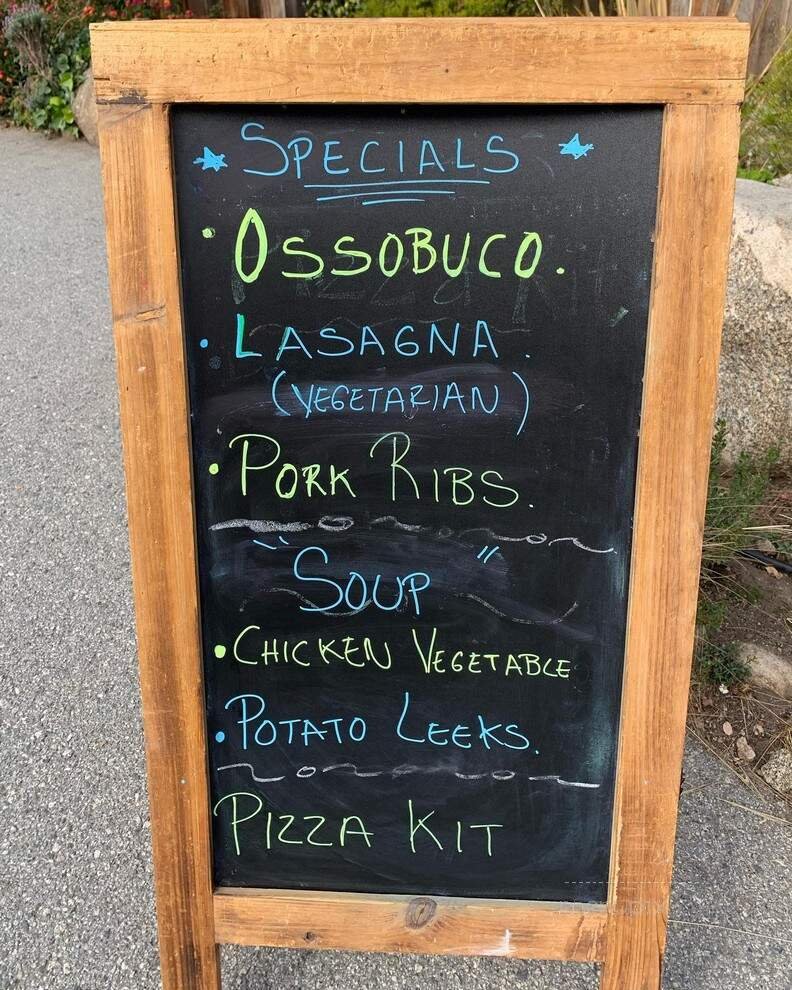 SPECIALS
• OSSOBUCO.
• LASAGNA.
(VEGETARIAN)
• PORK RIBS.
"SOUP"
• CHICKEN VEGETABLE
• POTATO LEEKS.
PIZZA KIT